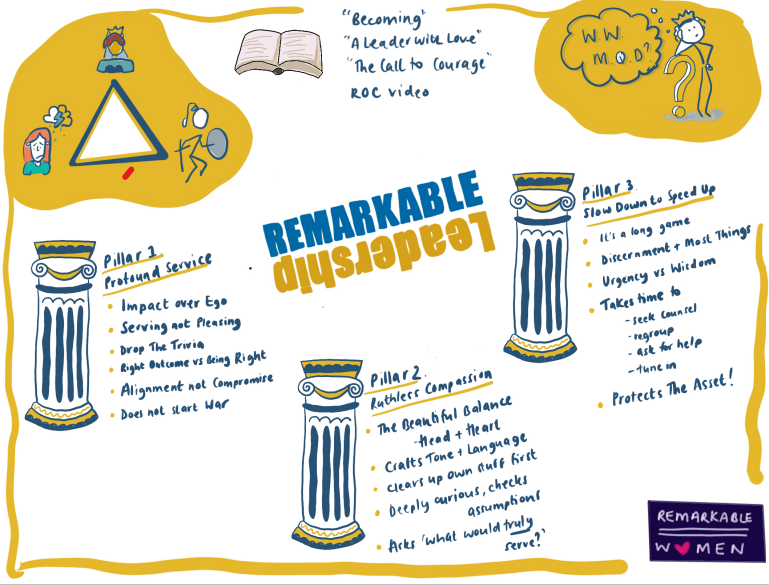 "Becoming"
"A Leader with Love"
"The Call to Courage"
ROC video
W.W.
M.Q.D?
?
REMARKABLE
Leadership
Pillar 1
Profound Service
• Impact over Ego
• Serving not Pleasing
• Drop The Trivia
• Right Outcome vs Being Right
• Alignment not Compromise
• Does not start War
Pillar 2.
Ruthless Compassion
• The Beautiful Balance
- Head + Heart
• Crafts Tone + Language
• Clears up own stuff first
• Deeply curious, checks
assumptions
• Asks 'what would truly
serve?'
Pillar 3
Slow Down to Speed Up
• It's a long game
• Discernment + Most Things
• Urgency vs Wisdom
• Takes time to
- seek counsel
- regroup
- ask for help
- tune in
• Protects The Asset!
REMARKABLE
W♥MEN